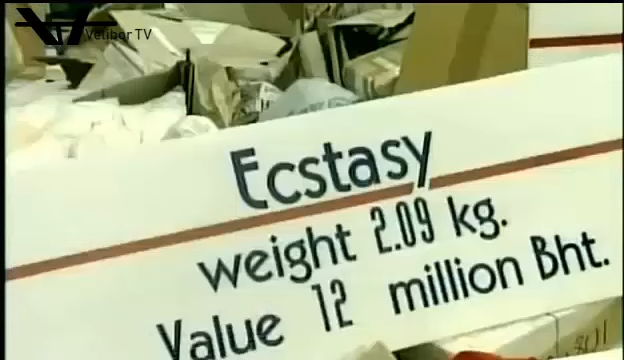 Velibor TV
Ecstasy
weight 2.09 kg.
Value 12 million Bht.